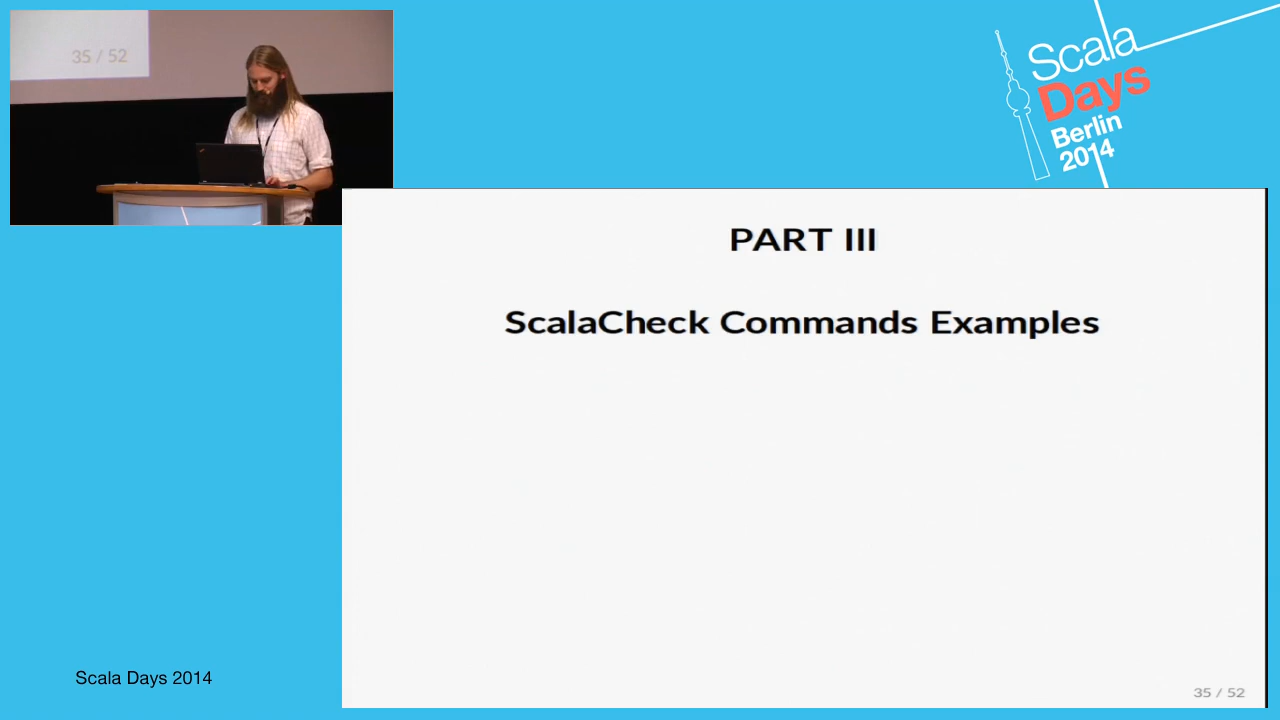 35 / 52
Scala
Days
Berlin
2014
PART III
ScalaCheck Commands Examples
Scala Days 2014
35 / 52